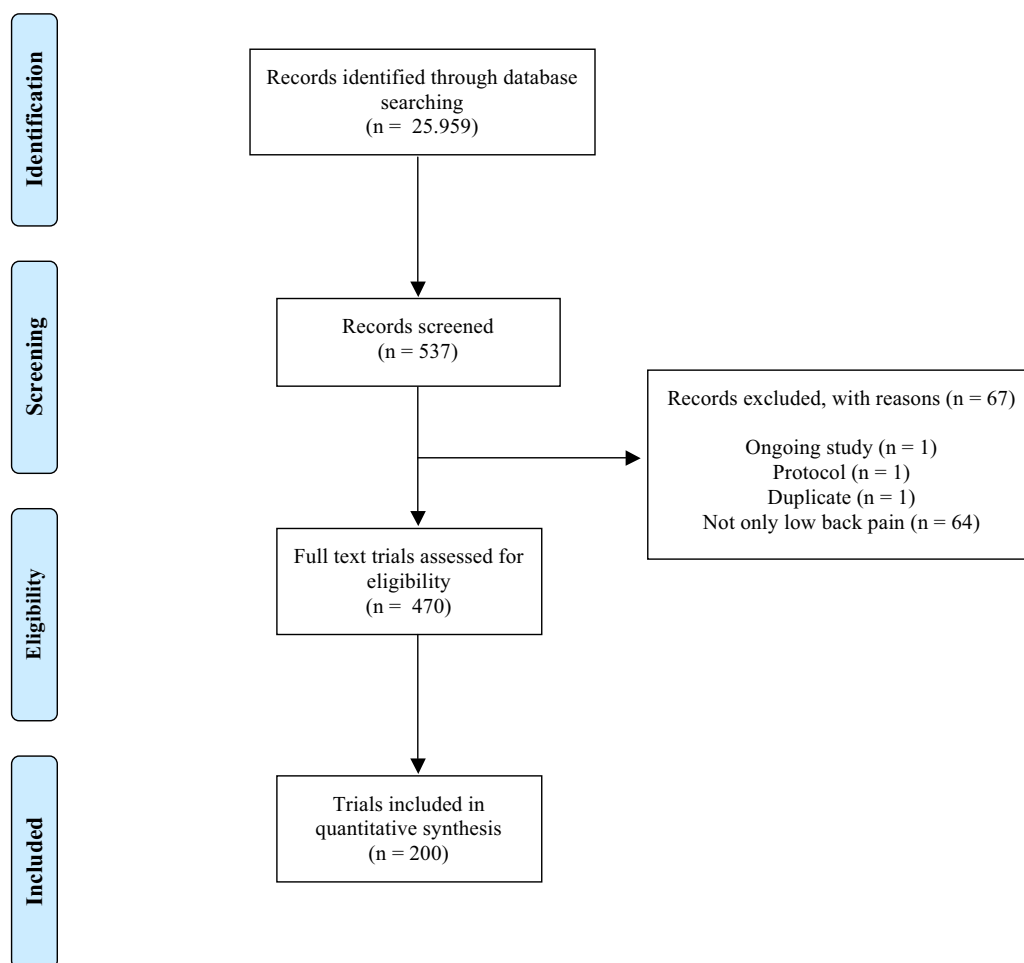 Identification
Records identified through database
searching
(n = 25.959)
Screening
Records screened
(n = 537)
Records excluded, with reasons (n = 67)
Ongoing study (n = 1)
Protocol (n = 1)
Duplicate (n = 1)
Not only low back pain (n = 64)
Eligibility
Full text trials assessed for
eligibility
(n = 470)
Included
Trials included in
quantitative synthesis
(n = 200)